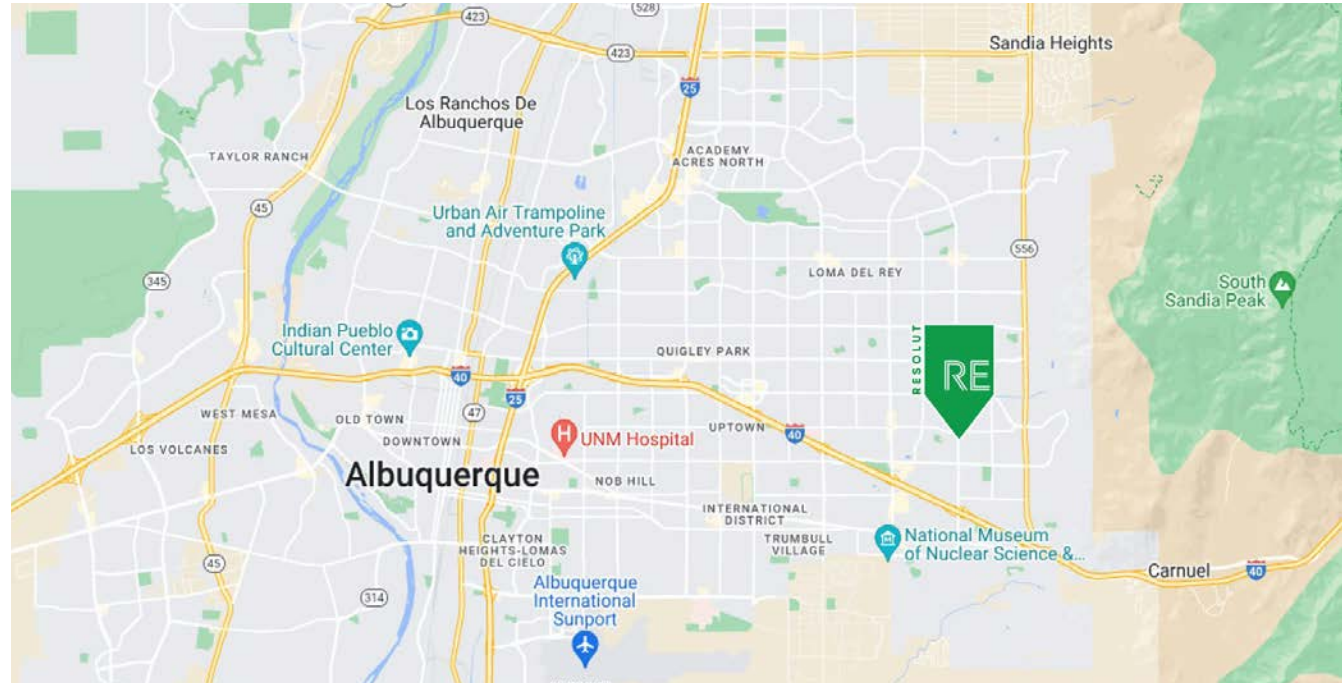 423
528
423
Sandia Heights
25
Los Ranchos De
Albuquerque
TAYLOR RANCH
ACADEMY
ACRES NORTH
45
Urban Air Trampoline
and Adventure Park
556
LOMA DEL REY
345
South
Sandia Peak
Indian Pueblo
Cultural Center
RESOLUT
RE
QUIGLEY PARK
40
25
47
WEST MESA
OLD TOWN
DOWNTOWN
UPTOWN
40
LOS VOLCANES
H
UNM Hospital
Albuquerque
NOB HILL
INTERNATIONAL
DISTRICT
CLAYTON
HEIGHTS-LOMAS
DEL CIELO
TRUMBULL
VILLAGE
National Museum
of Nuclear Science &...
45
Carnuel
40
314
Albuquerque
International
Sunport